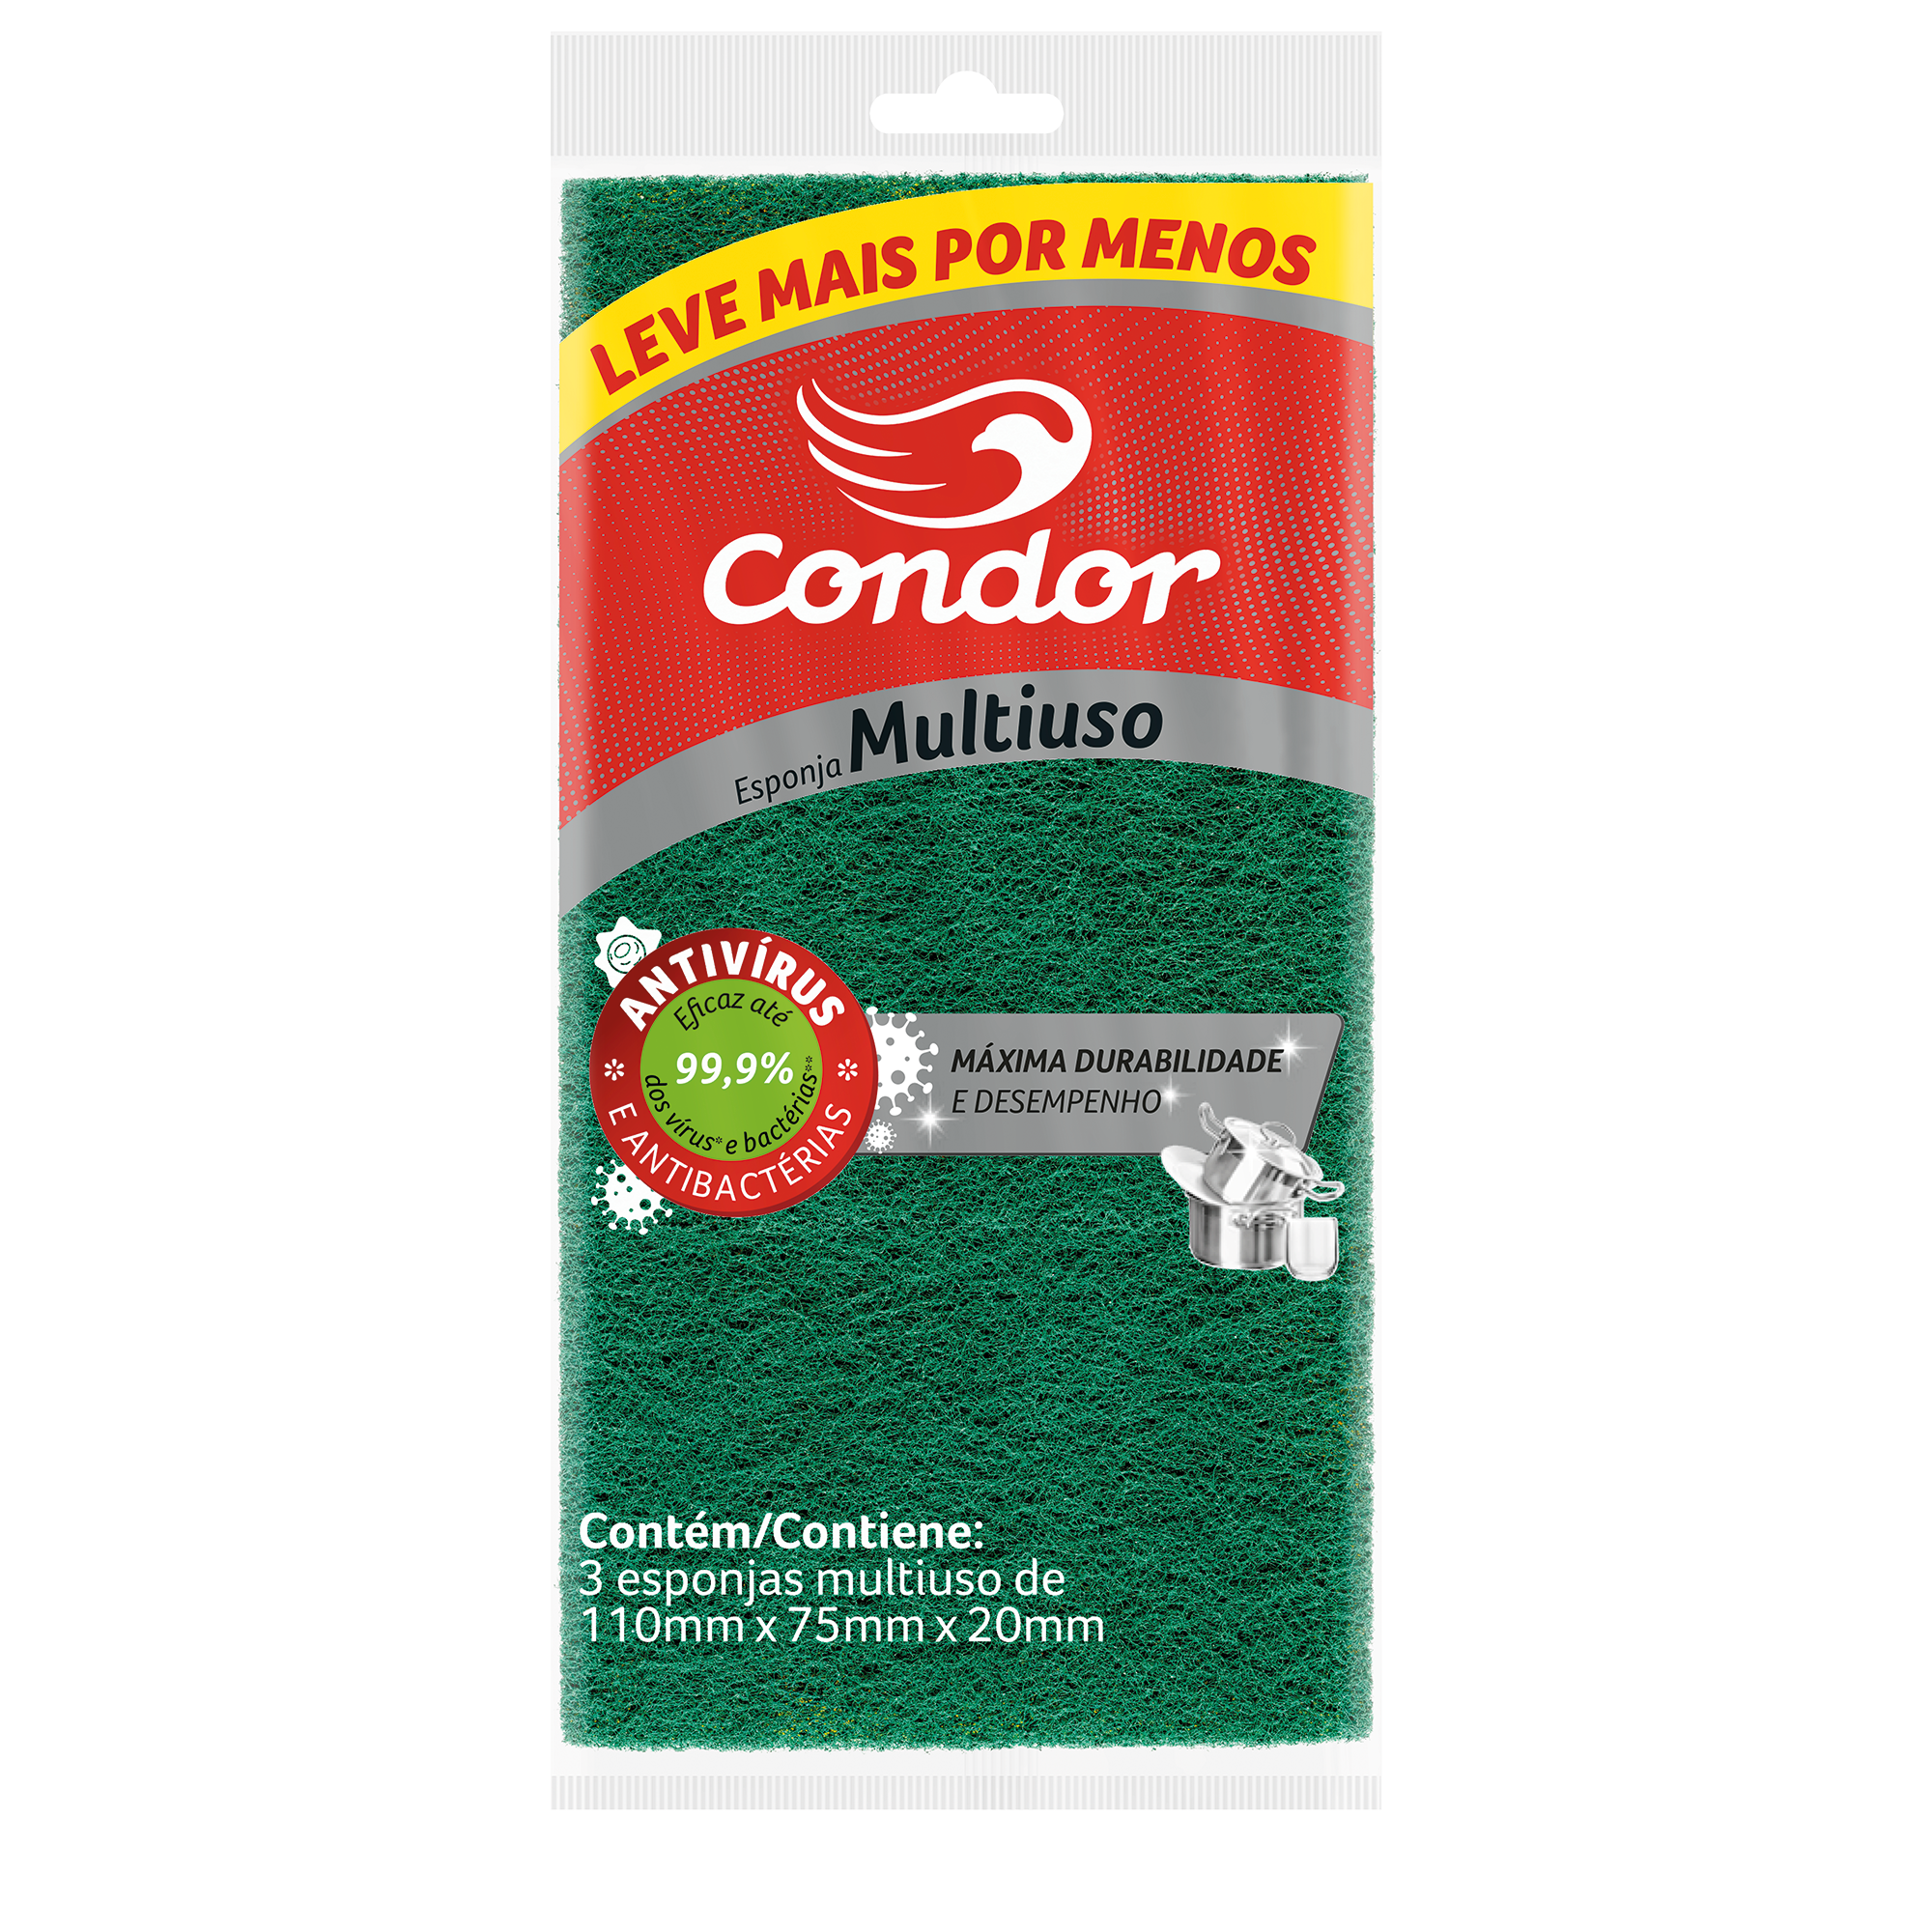 LEVE MAIS POR MENOS
Condor
Esponja Multiuso
ANTIVÍRUS
Eficaz até
99,9%
dos vírus* e bactérias**
* E ANTIBACTÉRIAS *
MÁXIMA DURABILIDADE
E DESEMPENHO
Contém/Contiene:
3 esponjas multiuso de
110mm x 75mm x 20mm